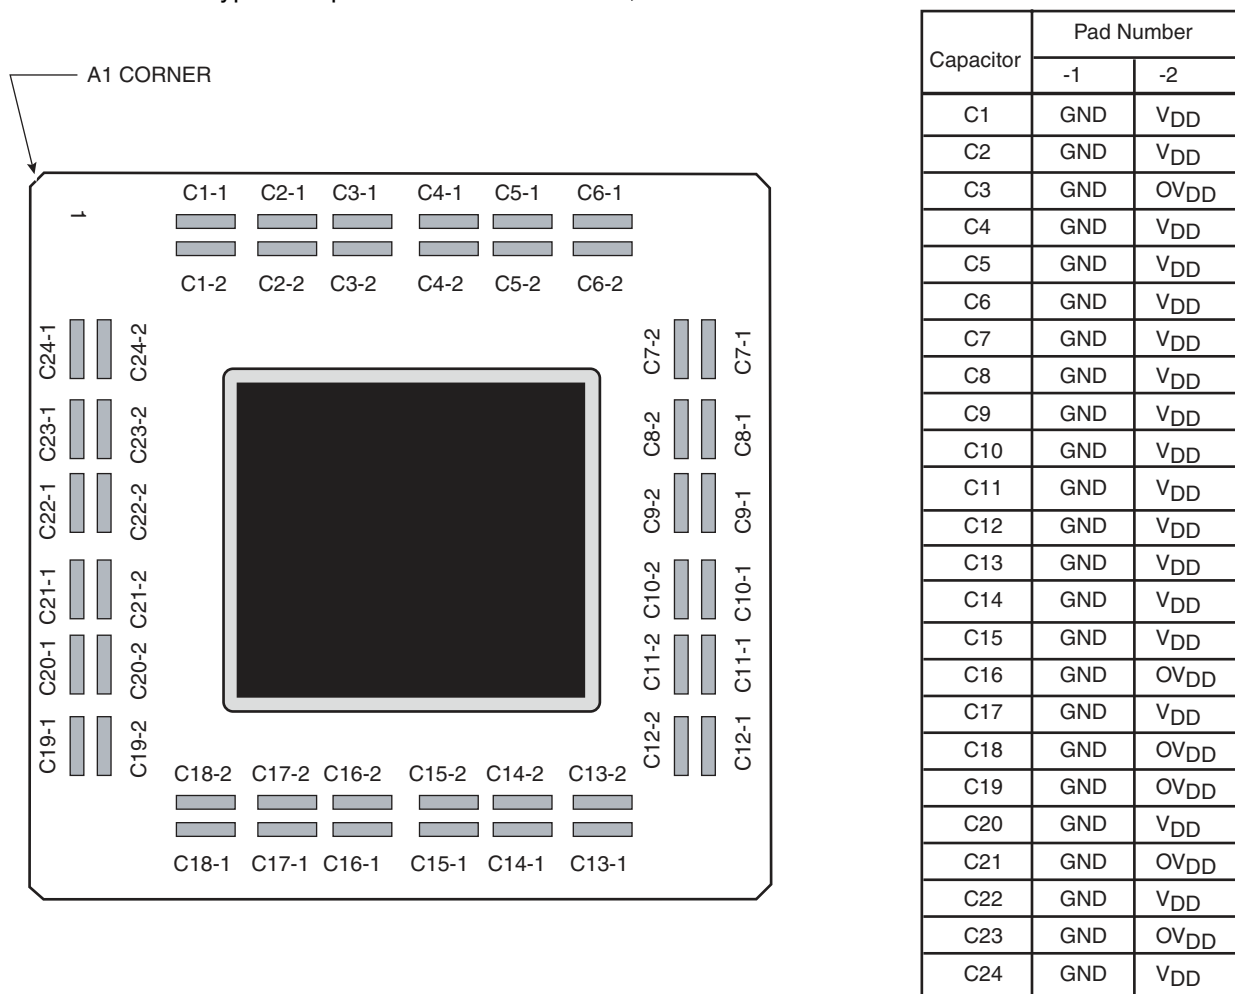 A1 CORNER
1
C1-1 C2-1 C3-1 C4-1 C5-1 C6-1
C1-2 C2-2 C3-2 C4-2 C5-2 C6-2
C24-1 C24-2 C7-2 C7-1
C23-1 C23-2 C8-2 C8-1
C22-1 C22-2 C9-2 C9-1
C21-1 C21-2 C10-2 C10-1
C20-1 C20-2 C11-2 C11-1
C19-1 C19-2 C12-2 C12-1
C18-2 C17-2 C16-2 C15-2 C14-2 C13-2
C18-1 C17-1 C16-1 C15-1 C14-1 C13-1
Capacitor Pad Number
-1 -2
C1 GND VDD
C2 GND VDD
C3 GND OVDD
C4 GND VDD
C5 GND VDD
C6 GND VDD
C7 GND VDD
C8 GND VDD
C9 GND VDD
C10 GND VDD
C11 GND VDD
C12 GND VDD
C13 GND VDD
C14 GND VDD
C15 GND VDD
C16 GND OVDD
C17 GND VDD
C18 GND OVDD
C19 GND OVDD
C20 GND VDD
C21 GND OVDD
C22 GND VDD
C23 GND OVDD
C24 GND VDD